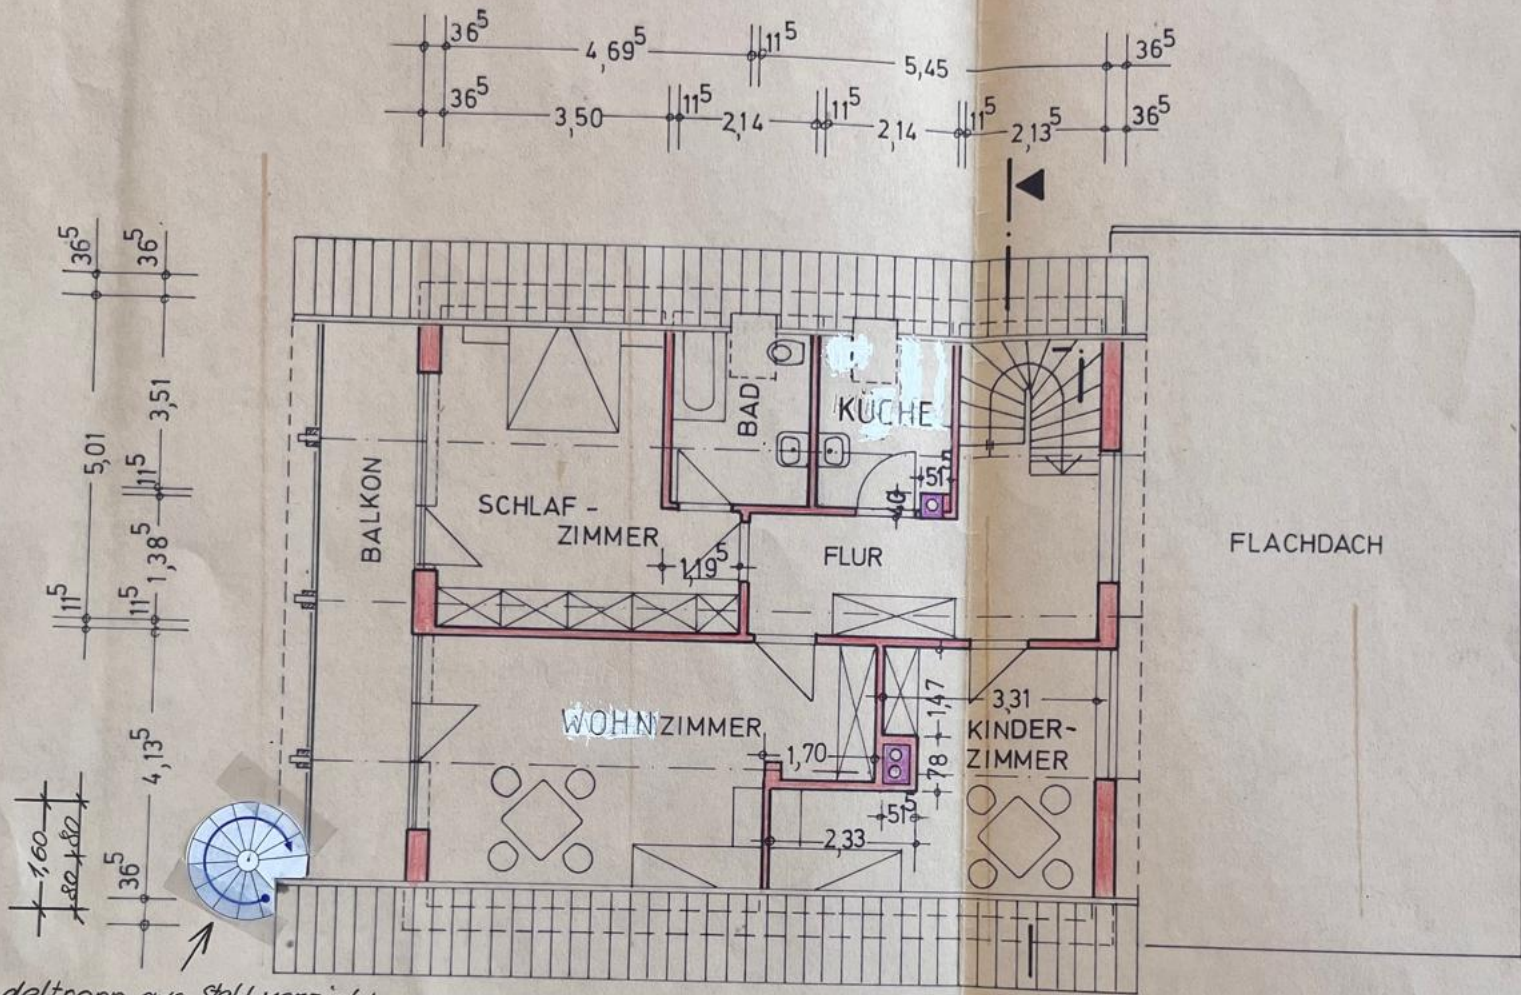 36⁵ 4,69⁵ 11⁵ 5,45 36⁵
36⁵ 3,50 11⁵ 2,14 11⁵ 2,14 11⁵ 2,13⁵ 36⁵
36⁵ 36⁵
3,51
5,01
11⁵
1,38⁵
11⁵ 11⁵
4,13⁵
36⁵
1,60
80 80
BALKON
SCHLAF-
ZIMMER
1,19⁵
BAD
KÜCHE
51
40
FLUR
FLACHDACH
WOHNZIMMER
1,70
1,47
3,31
KINDER-
ZIMMER
78
51⁵
2,33
aus